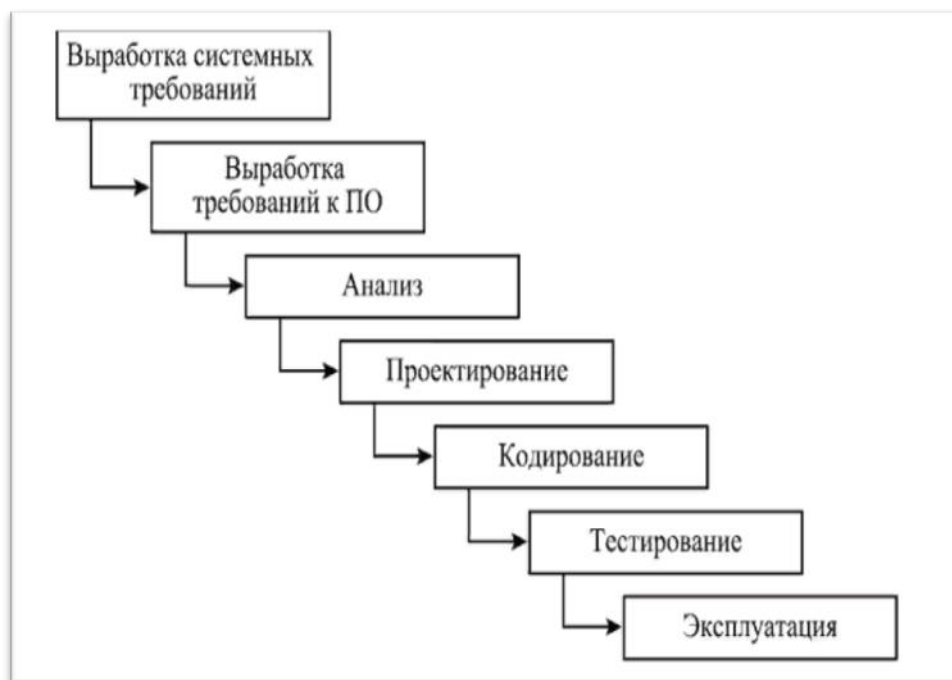 Выработка системных
требований
Выработка
требований к ПО
Анализ
Проектирование
Кодирование
Тестирование
Эксплуатация